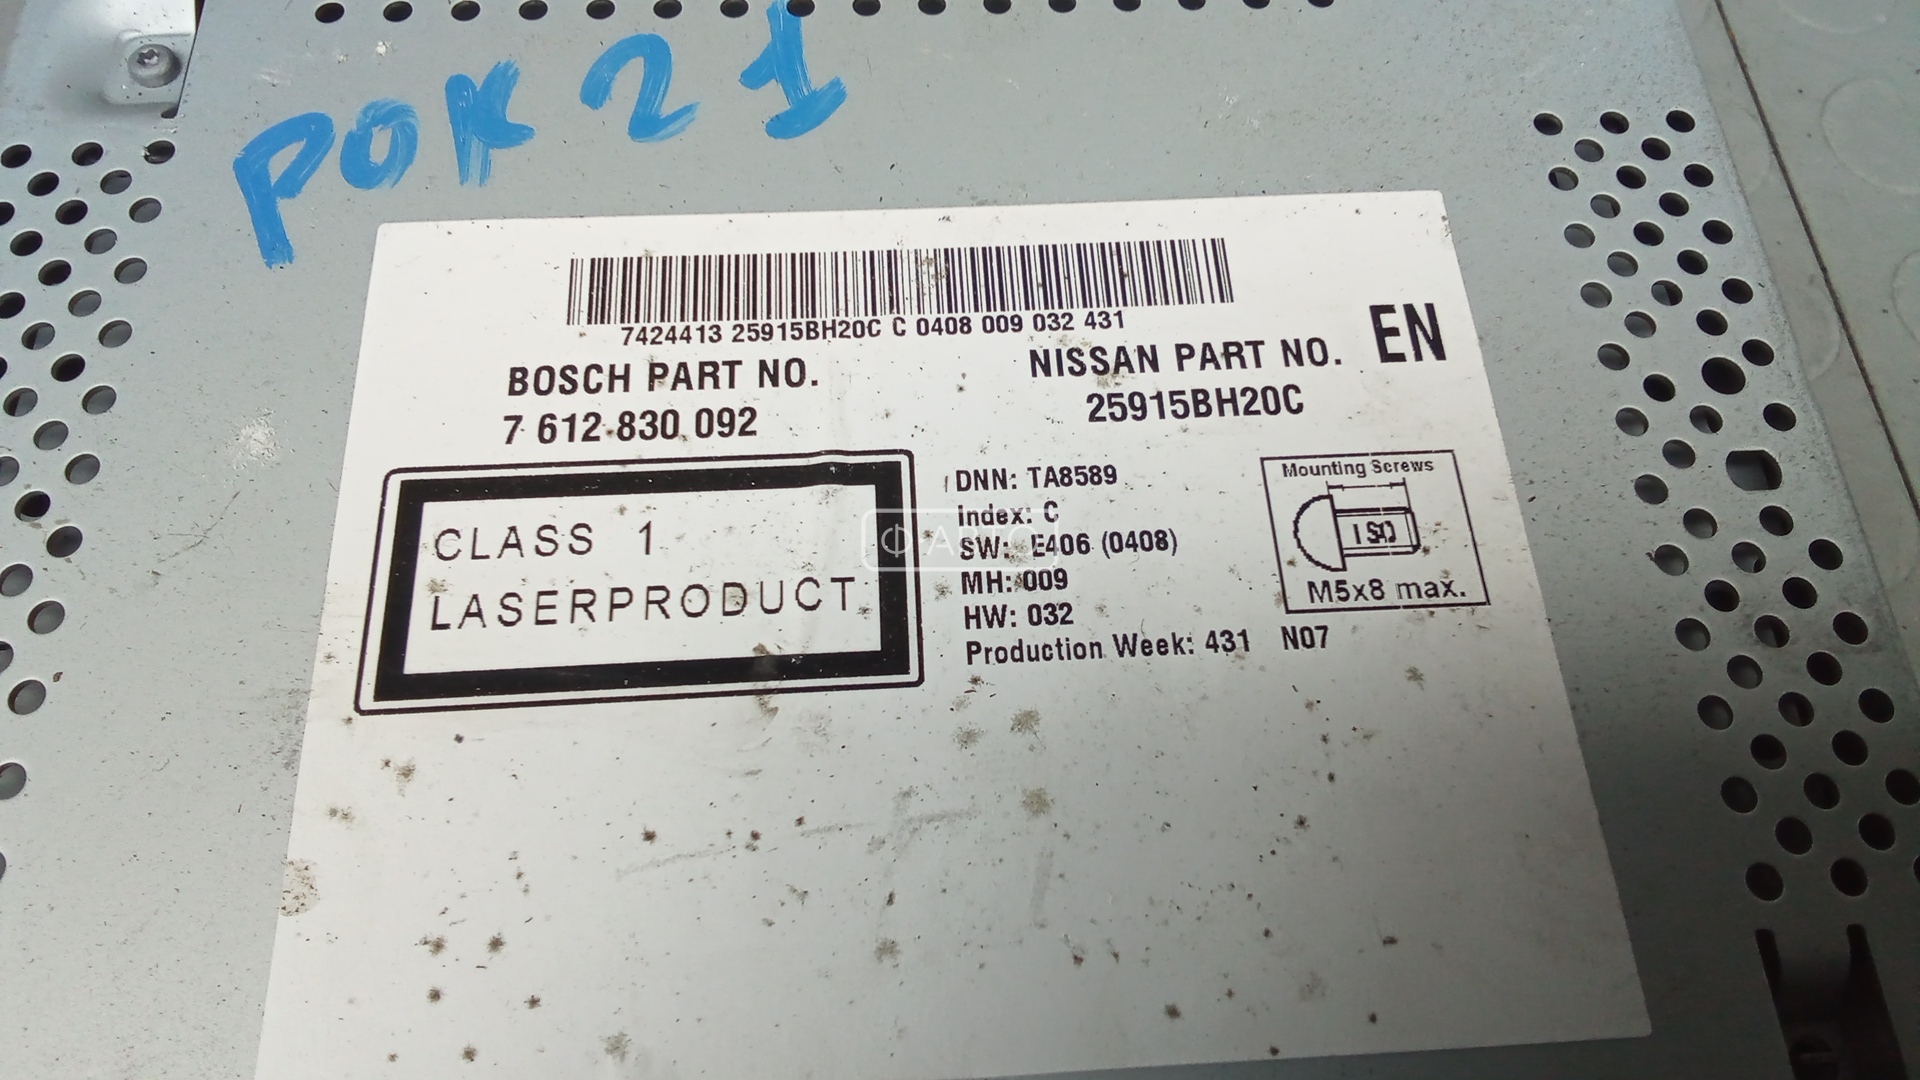 РОК 21
7424413 25915BH20C C 0408 009 032 431
BOSCH PART NO.
7 612 830 092
NISSAN PART NO.
25915BH20C
EN
CLASS 1
LASERPRODUCT
DNN: TA8589
Index: C
SW: E406 (0408)
MH: 009
HW: 032
Production Week: 431 N07
Mounting Screws
ISO
M5x8 max.
Ф АВТО